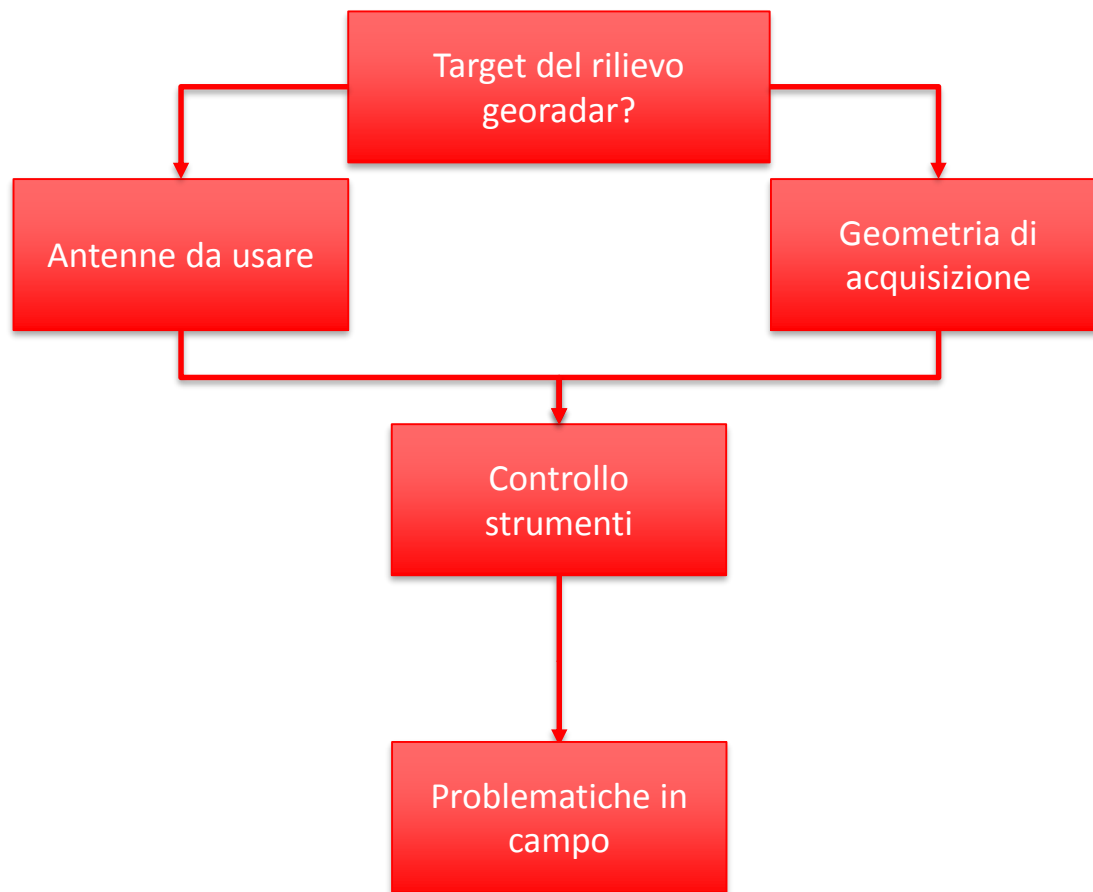 Target del rilievo
georadar?
Antenne da usare
Geometria di
acquisizione
Controllo
strumenti
Problematiche in
campo